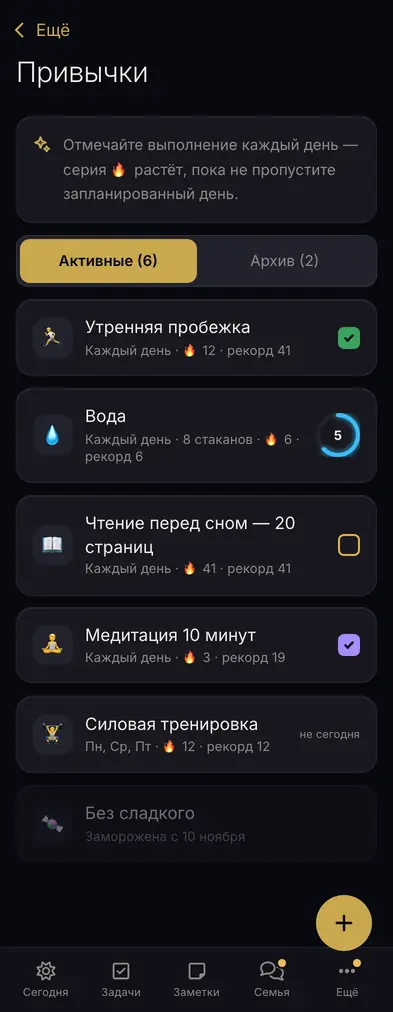 Ещё
Привычки
Отмечайте выполнение каждый день —
серия 🔥 растёт, пока не пропустите
запланированный день.
Активные (6)
Архив (2)
Утренняя пробежка
Каждый день · 🔥 12 · рекорд 41
Вода
Каждый день · 8 стаканов · 🔥 6 ·
рекорд 6
5
Чтение перед сном — 20
страниц
Каждый день · 🔥 41 · рекорд 41
Медитация 10 минут
Каждый день · 🔥 3 · рекорд 19
Силовая тренировка
Пн, Ср, Пт · 🔥 12 · рекорд 12
не сегодня
Без сладкого
Заморожена с 10 ноября
Сегодня
Задачи
Заметки
Семья
Ещё